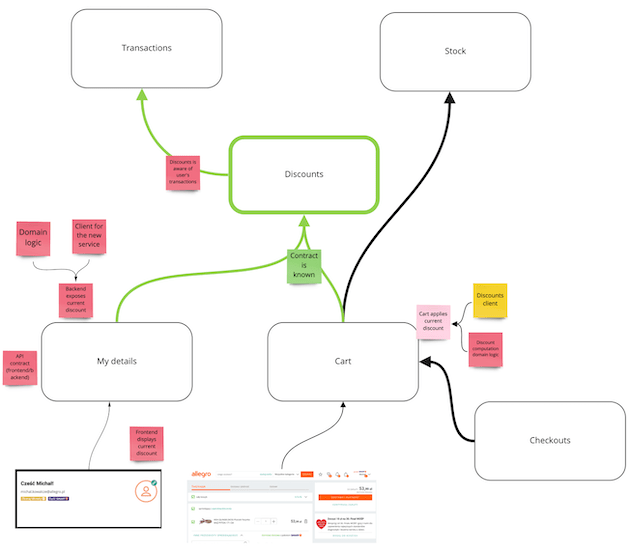 Transactions
Stock
Discounts is
aware of
user's
transactions
Discounts
Domain
logic
Client for
the new
service
Contract
is
known
Backend
exposes
current
discount
Cart applies
current
discount
Discounts
client
Discount
computation
domain logic
API
contract
(frontend/b
ackend)
My details
Cart
Checkouts
Frontend
displays
current
discount
Cześć Michał!
allegro